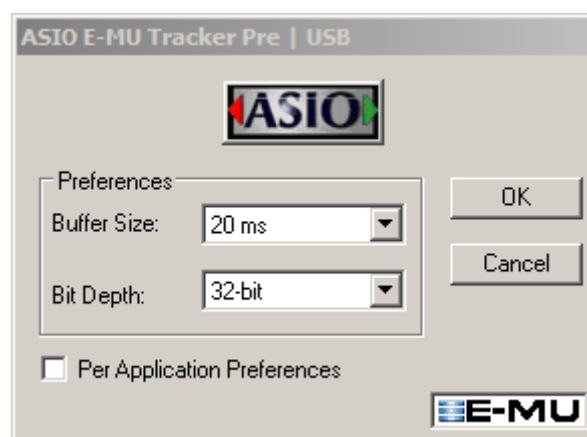 ASIO E-MU Tracker Pre | USB
ASIO
Preferences
Buffer Size: 20 ms
OK
Bit Depth: 32-bit
Cancel
Per Application Preferences
E-MU